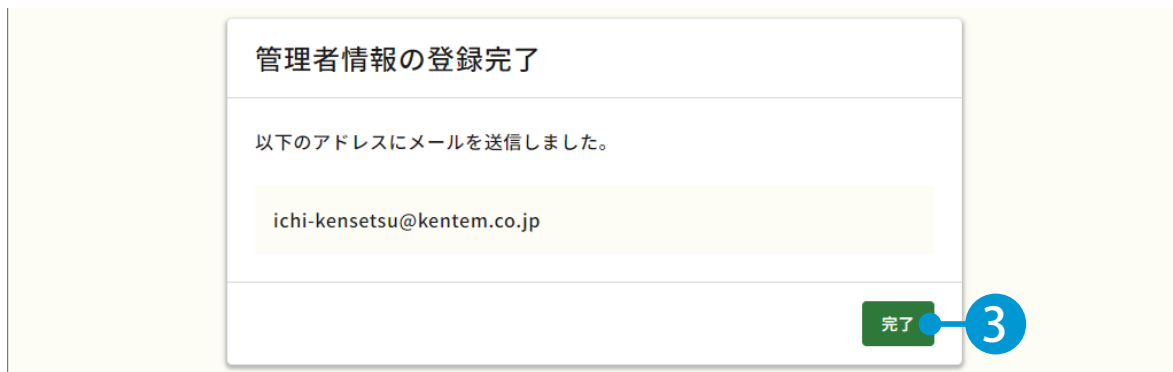 管理者情報の登録完了
以下のアドレスにメールを送信しました。
ichi-kensetsu@kentem.co.jp
完了
3